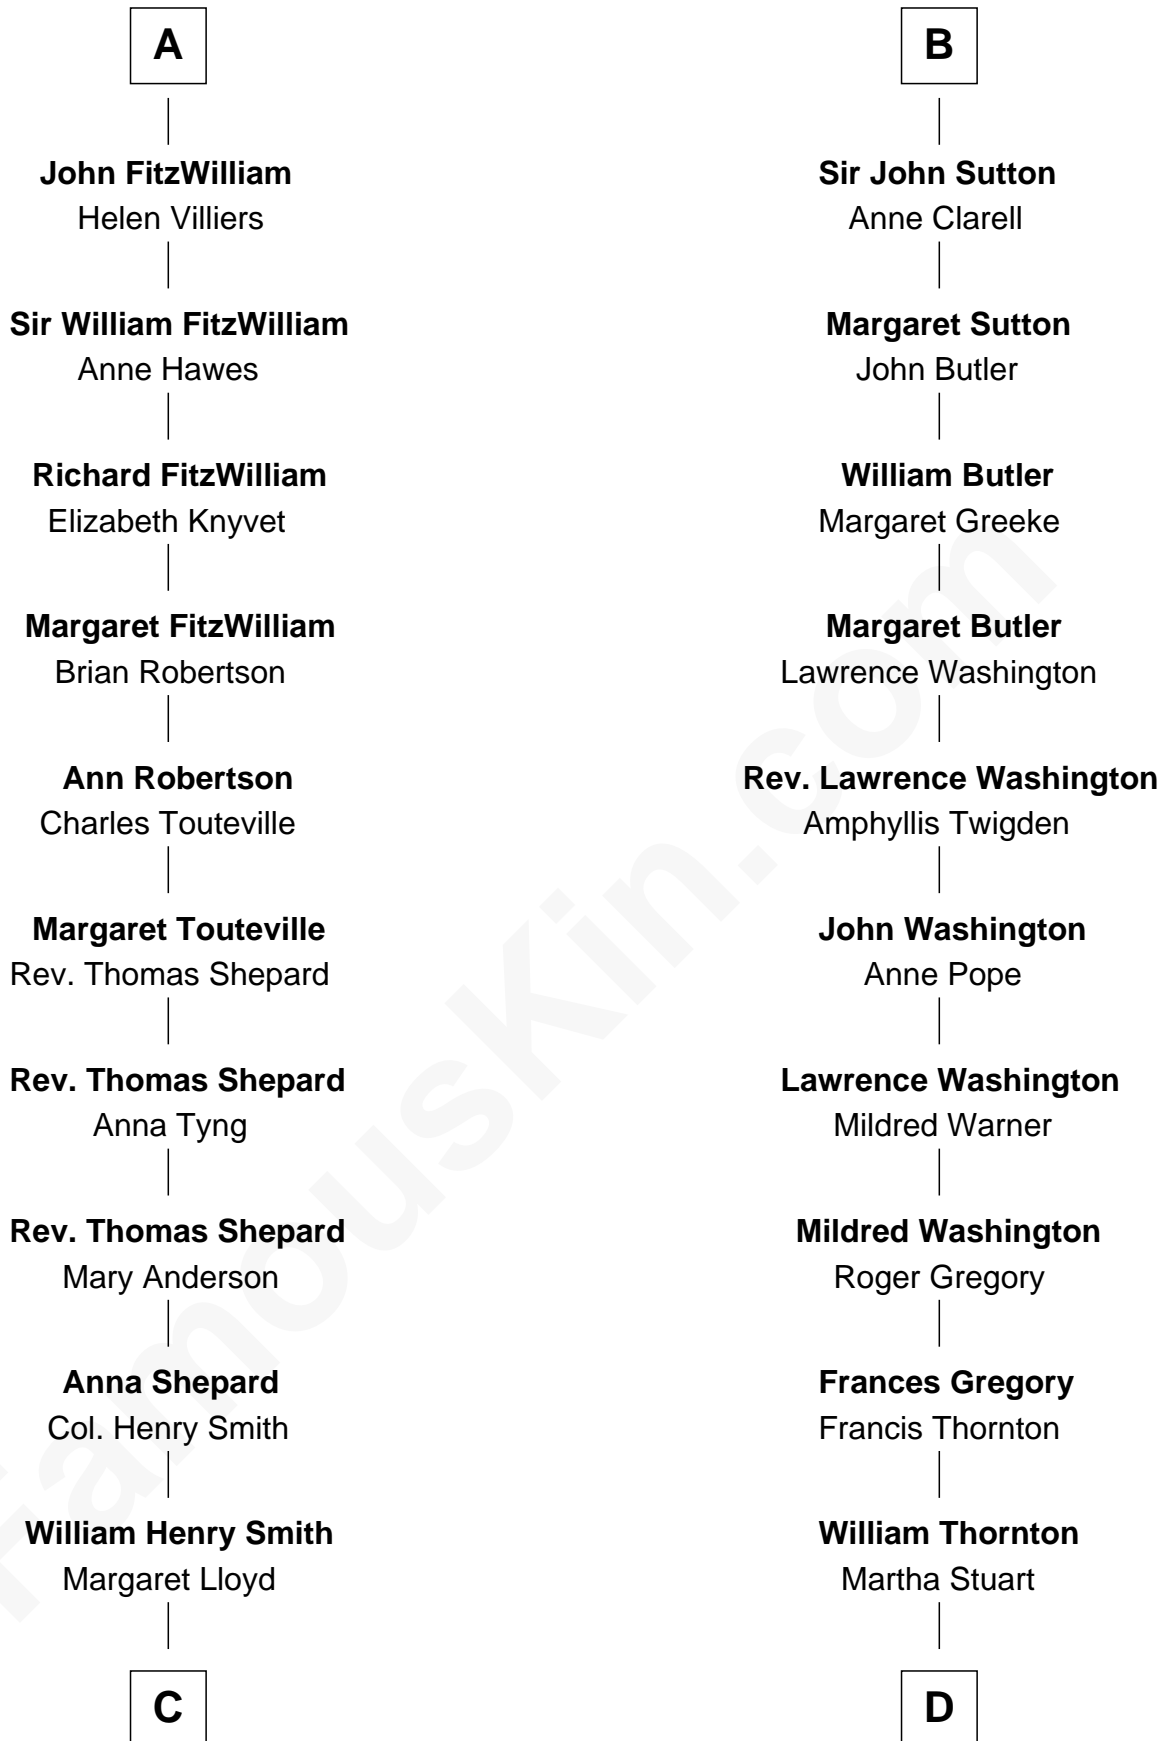 A
John FitzWilliam
Helen Villiers
Sir William FitzWilliam
Anne Hawes
Richard FitzWilliam
Elizabeth Knyvet
Margaret FitzWilliam
Brian Robertson
Ann Robertson
Charles Touteville
Margaret Touteville
Rev. Thomas Shepard
Rev. Thomas Shepard
Anna Tyng
Rev. Thomas Shepard
Mary Anderson
Anna Shepard
Col. Henry Smith
William Henry Smith
Margaret Lloyd
C
B
Sir John Sutton
Anne Clarell
Margaret Sutton
John Butler
William Butler
Margaret Greeke
Margaret Butler
Lawrence Washington
Rev. Lawrence Washington
Amphyllis Twigden
John Washington
Anne Pope
Lawrence Washington
Mildred Warner
Mildred Washington
Roger Gregory
Frances Gregory
Francis Thornton
William Thornton
Martha Stuart
D
FamousKin.com